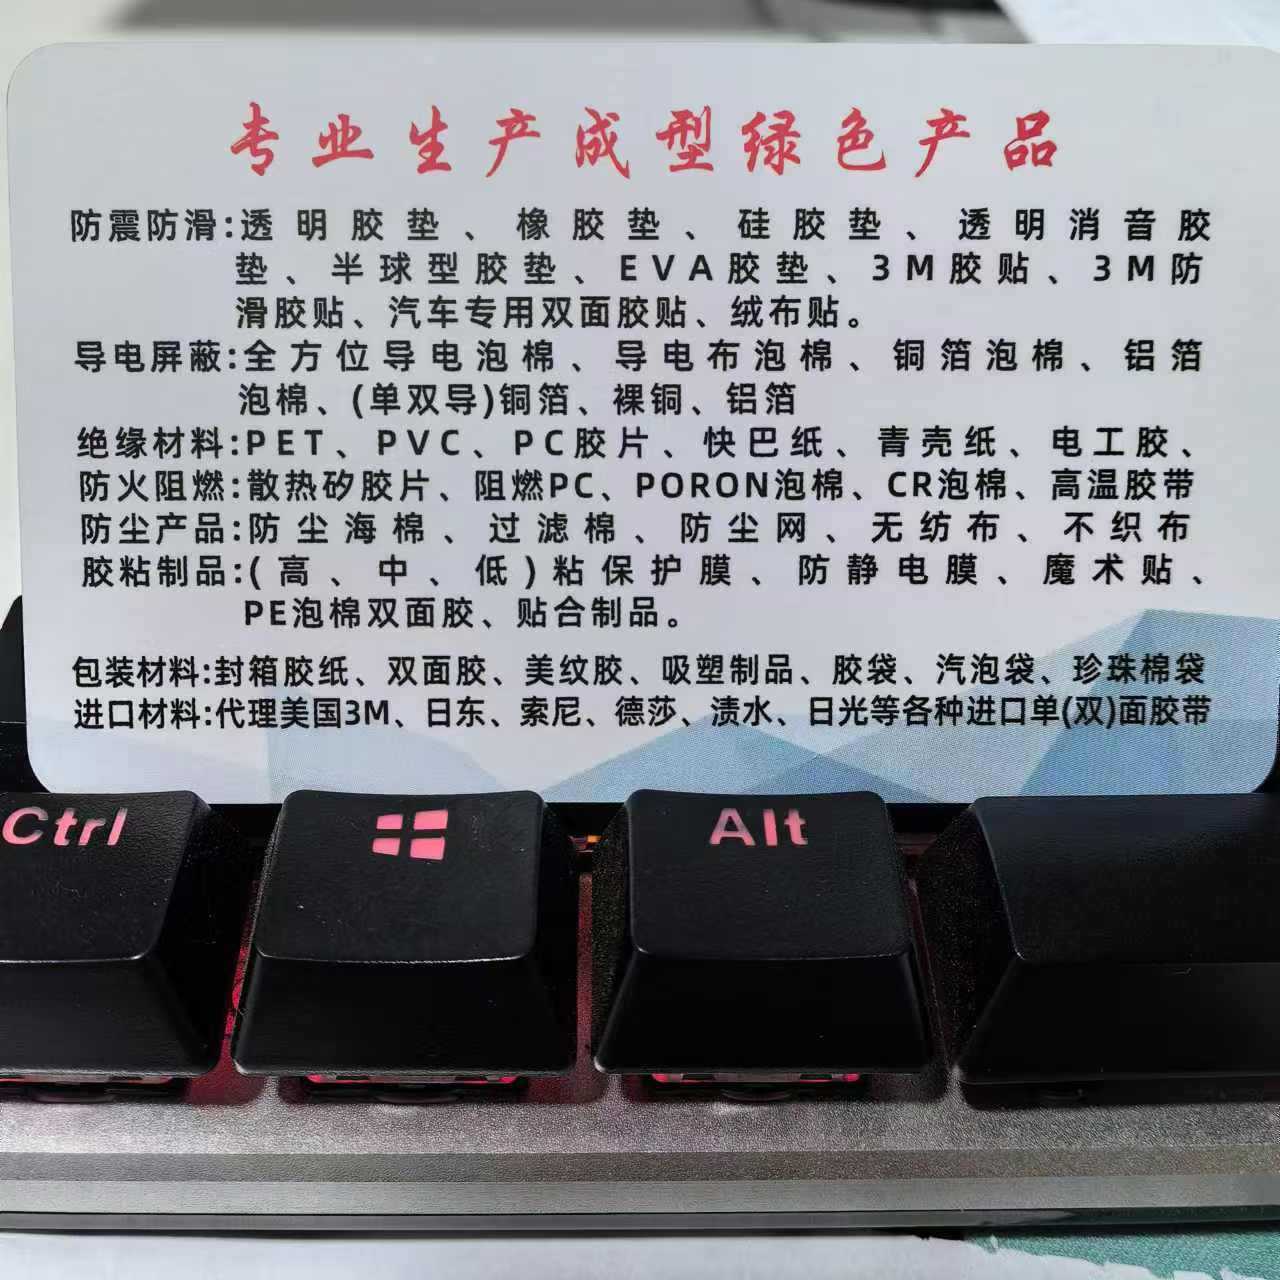 专业生产成型绿色产品
防震防滑:透明胶垫、橡胶垫、硅胶垫、透明消音胶
垫、半球型胶垫、EVA胶垫、3M胶贴、3M防
滑胶贴、汽车专用双面胶贴、绒布贴。
导电屏蔽:全方位导电泡棉、导电布泡棉、铜箔泡棉、铝箔
泡棉、(单双导)铜箔、裸铜、铝箔
绝缘材料:PET、PVC、PC胶片、快巴纸、青壳纸、电工胶、
防火阻燃:散热矽胶片、阻燃PC、PORON泡棉、CR泡棉、高温胶带
防尘产品:防尘海棉、过滤棉、防尘网、无纺布、不织布
胶粘制品:(高、中、低)粘保护膜、防静电膜、魔术贴、
PE泡棉双面胶、贴合制品。
包装材料:封箱胶纸、双面胶、美纹胶、吸塑制品、胶袋、汽泡袋、珍珠棉袋
进口材料:代理美国3M、日东、索尼、德莎、渍水、日光等各种进口单(双)面胶带
Ctrl Alt